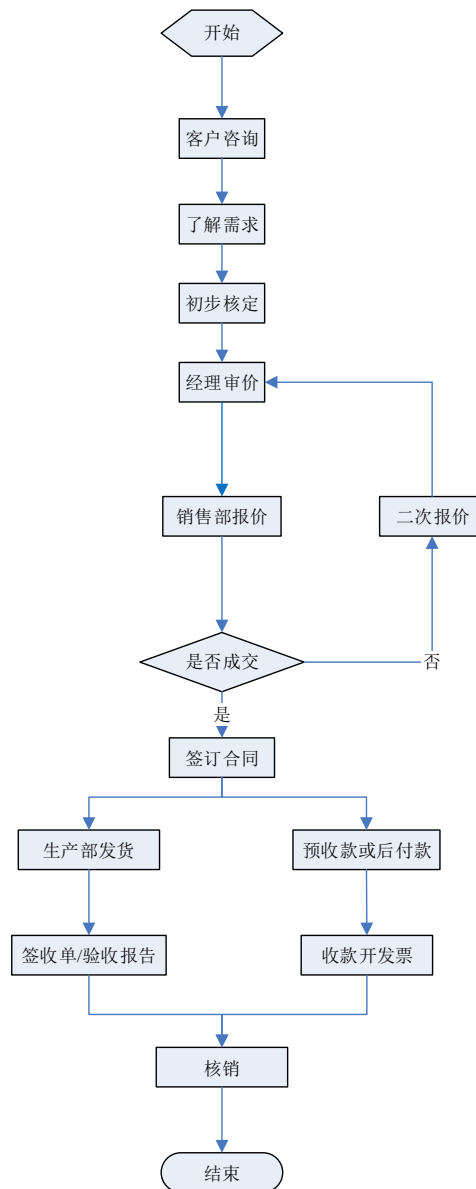 开始
客户咨询
了解需求
初步核定
经理审价
销售部报价
二次报价
是否成交
否
是
签订合同
生产部发货
预收款或后付款
签收单/验收报告
收款开发票
核销
结束